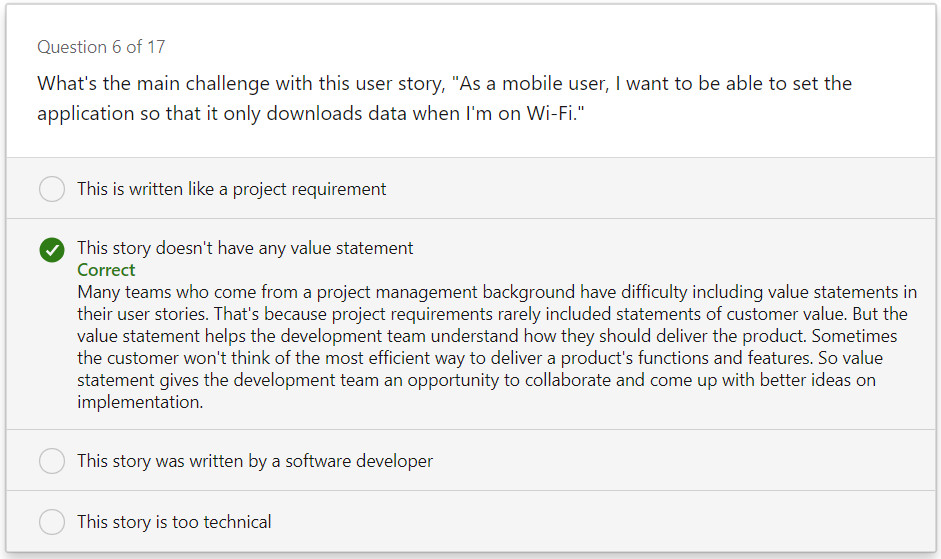 Question 6 of 17
What's the main challenge with this user story, "As a mobile user, I want to be able to set the
application so that it only downloads data when I'm on Wi-Fi."
This is written like a project requirement
This story doesn't have any value statement
Correct
Many teams who come from a project management background have difficulty including value statements in
their user stories. That's because project requirements rarely included statements of customer value. But the
value statement helps the development team understand how they should deliver the product. Sometimes
the customer won't think of the most efficient way to deliver a product's functions and features. So value
statement gives the development team an opportunity to collaborate and come up with better ideas on
implementation.
This story was written by a software developer
This story is too technical